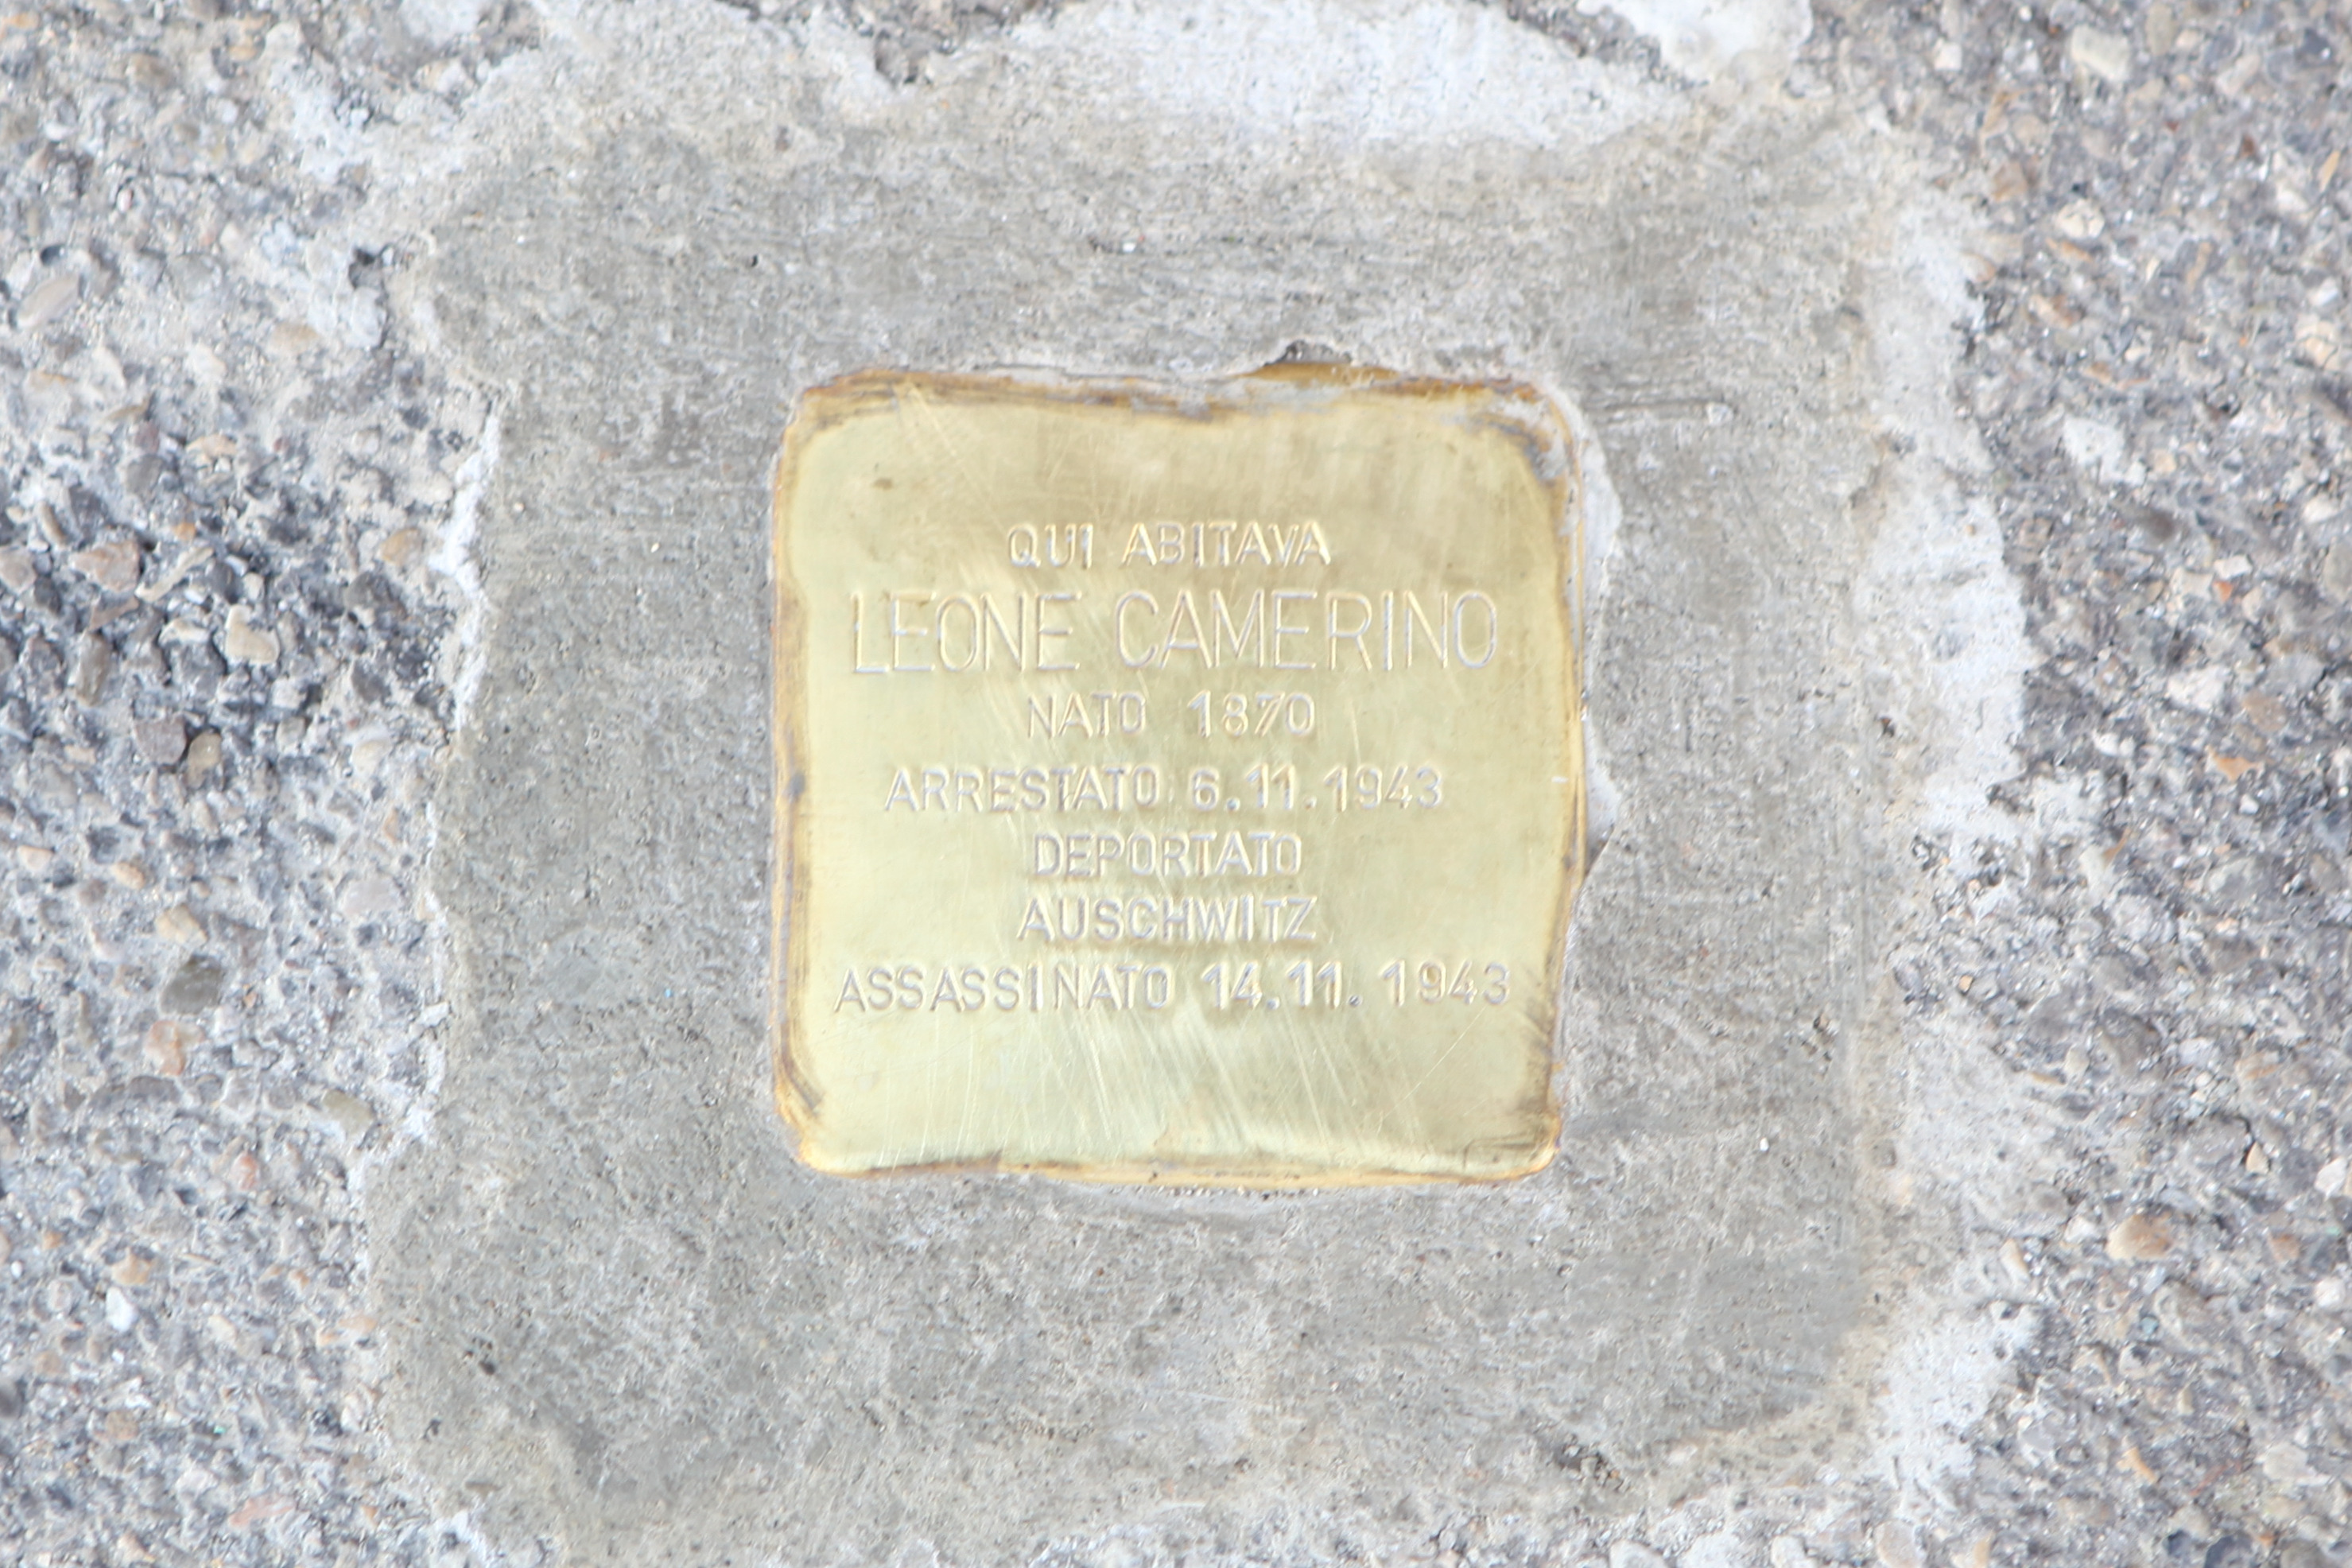 QUI ABITAVA
LEONE CAMERINO
NATO 1870
ARRESTATO 6.11.1943
DEPORTATO
AUSCHWITZ
ASSASSINATO 14.11.1943